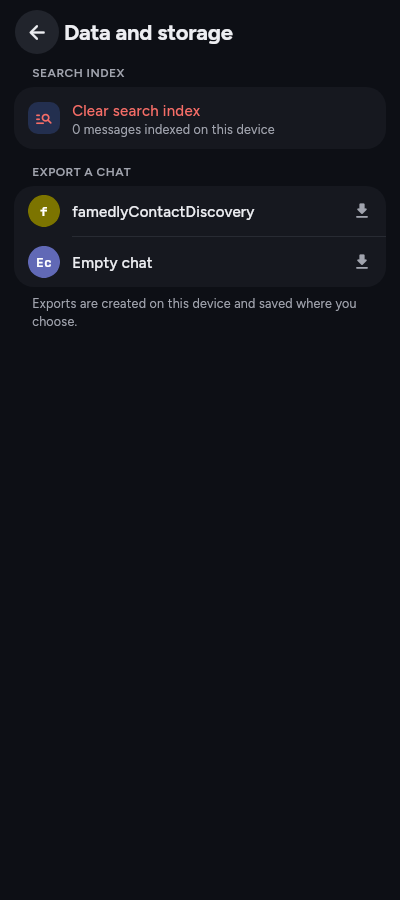 Data and storage
SEARCH INDEX
Clear search index
0 messages indexed on this device
EXPORT A CHAT
f
famedlyContactDiscovery
Ec
Empty chat
Exports are created on this device and saved where you
choose.